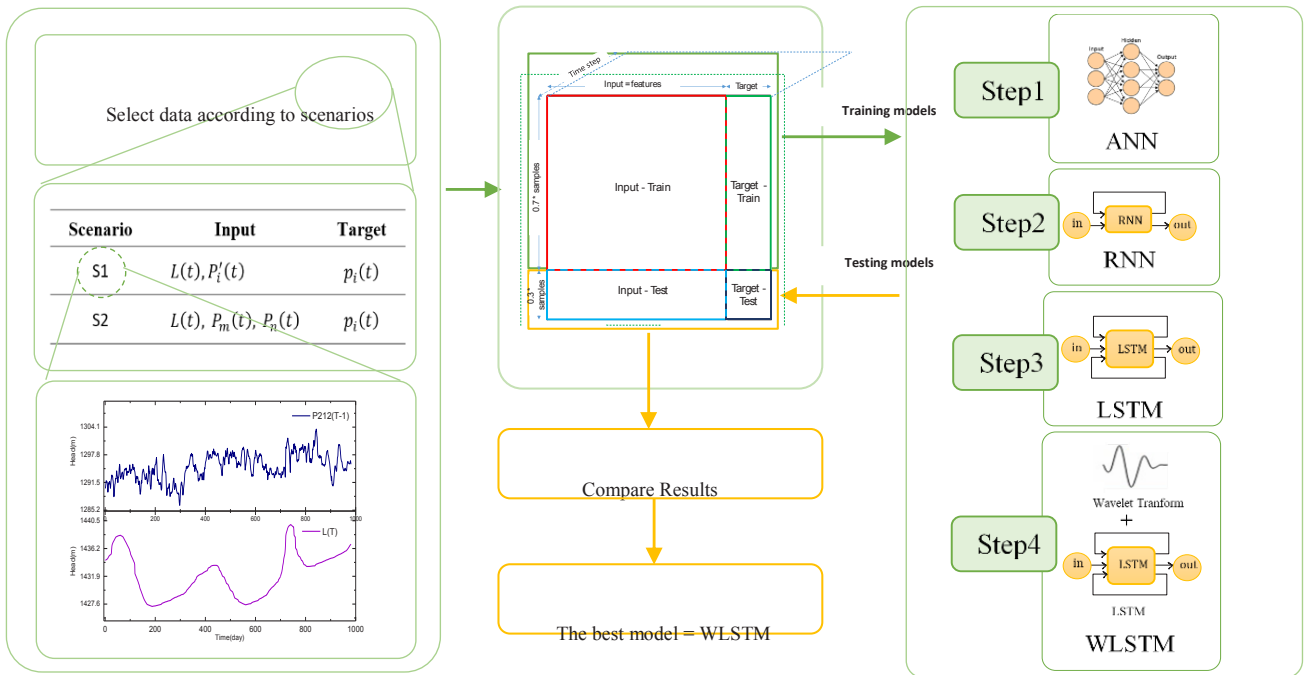 Select data according to scenarios
Scenario Input Target
S1 L(t), P′ᵢ(t) pᵢ(t)
S2 L(t), Pₘ(t), Pₙ(t) pᵢ(t)
P212(T-1)
Head(m)
1304.1
1297.8
1291.5
1285.2
0 200 400 600 800 1000
L(T)
Head(m)
1440.5
1436.2
1431.9
1427.6
0 200 400 600 800 1000
Time(day)
Time step
Input =features
Target
0.7* samples
Input - Train
Target -
Train
0.3*
samples
Input - Test
Target -
Test
Compare Results
The best model = WLSTM
Training models
Testing models
Step1
Input
Hidden
Output
ANN
Step2
in
RNN
out
RNN
Step3
in
LSTM
out
LSTM
Step4
Wavelet Tranform
+
in
LSTM
out
LSTM
WLSTM